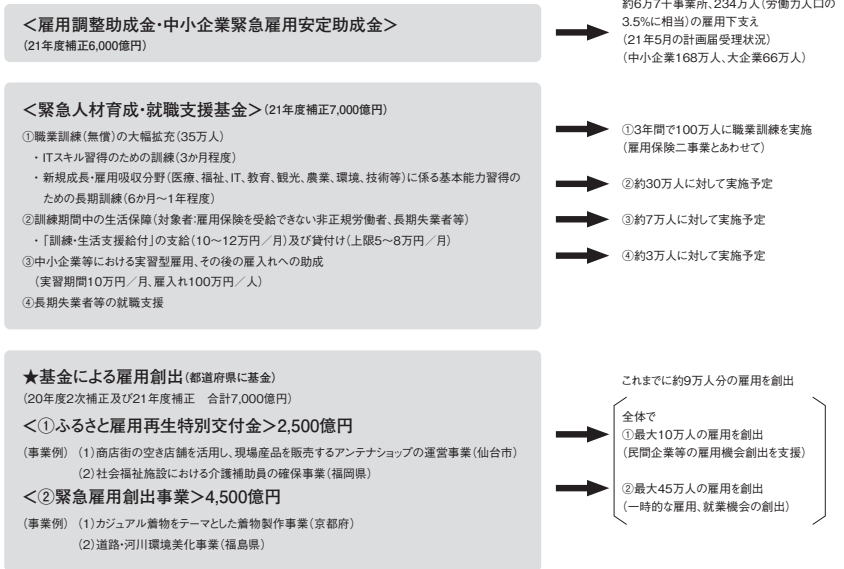 ＜雇用調整助成金・中小企業緊急雇用安定助成金＞
（21年度補正6,000億円）
約6万7千事業所、234万人（労働力人口の
3.5％に相当）の雇用下支え
（21年5月の計画届受理状況）
（中小企業168万人、大企業66万人）
＜緊急人材育成・就職支援基金＞（21年度補正7,000億円）
①職業訓練（無償）の大幅拡充（35万人）
・ITスキル習得のための訓練（3か月程度）
・新規成長・雇用吸収分野（医療、福祉、IT、教育、観光、農業、環境、技術等）に係る基本能力習得の
ための長期訓練（6か月～1年程度）
②訓練期間中の生活保障（対象者：雇用保険を受給できない非正規労働者、長期失業者等）
・「訓練・生活支援給付」の支給（10～12万円／月）及び貸付け（上限5～8万円／月）
③中小企業等における実習型雇用、その後の雇入れへの助成
（実習期間10万円／月、雇入れ100万円／人）
④長期失業者等の就職支援
①3年間で100万人に職業訓練を実施
（雇用保険二事業とあわせて）
②約30万人に対して実施予定
③約7万人に対して実施予定
④約3万人に対して実施予定
★基金による雇用創出（都道府県に基金）
（20年度2次補正及び21年度補正　合計7,000億円）
＜①ふるさと雇用再生特別交付金＞2,500億円
（事業例）（1）商店街の空き店舗を活用し、現場産品を販売するアンテナショップの運営事業（仙台市）
（2）社会福祉施設における介護補助員の確保事業（福岡県）
＜②緊急雇用創出事業＞4,500億円
（事業例）（1）カジュアル着物をテーマとした着物製作事業（京都府）
（2）道路・河川環境美化事業（福島県）
これまでに約9万人分の雇用を創出
全体で
①最大10万人の雇用を創出
（民間企業等の雇用機会創出を支援）
②最大45万人の雇用を創出
（一時的な雇用、就業機会の創出）